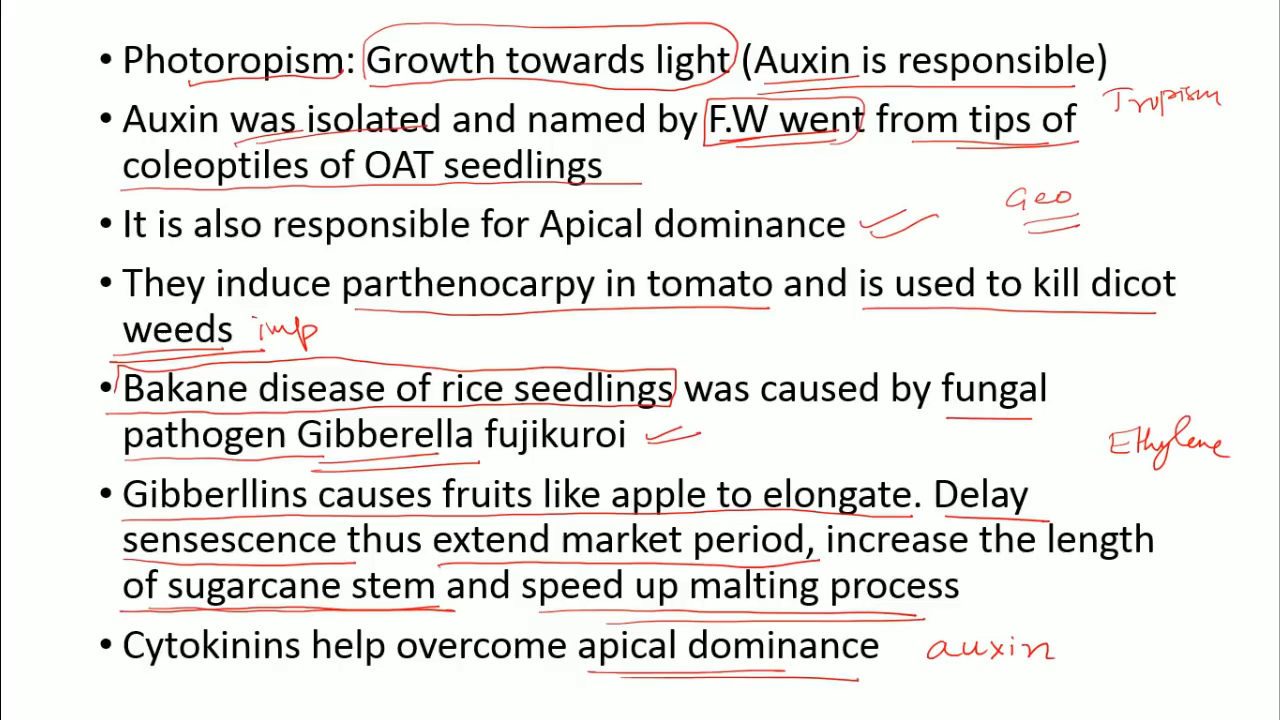 • Photoropism: Growth towards light (Auxin is responsible)
Tropism
• Auxin was isolated and named by F.W went from tips of
coleoptiles of OAT seedlings
Geo
• It is also responsible for Apical dominance
• They induce parthenocarpy in tomato and is used to kill dicot
weeds imp
• Bakane disease of rice seedlings was caused by fungal
pathogen Gibberella fujikuroi
Ethylene
• Gibberllins causes fruits like apple to elongate. Delay
sensescence thus extend market period, increase the length
of sugarcane stem and speed up malting process
• Cytokinins help overcome apical dominance auxin